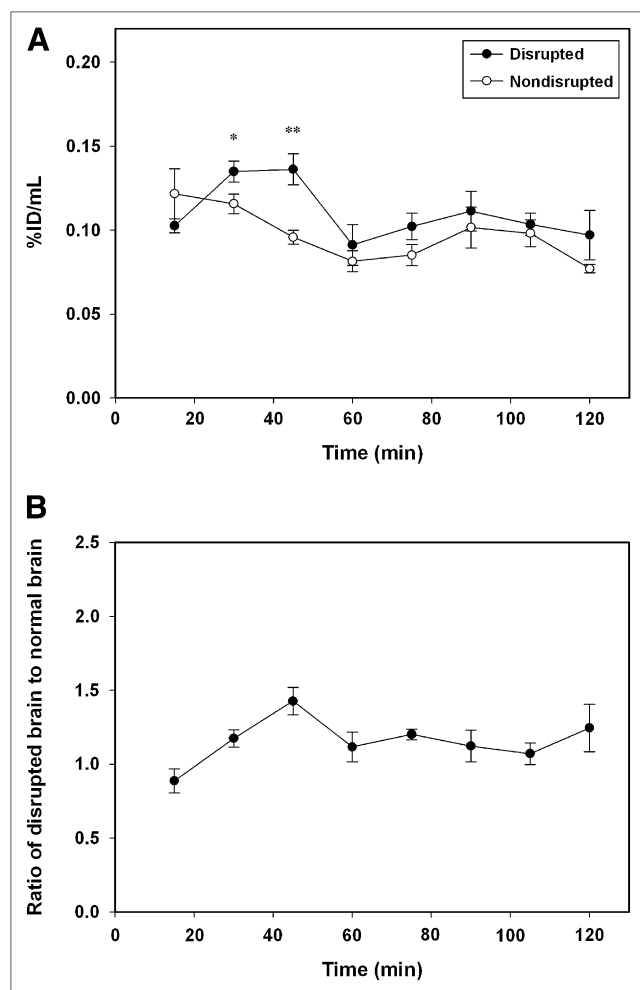 A
0.20
0.15
0.10
0.05
0.00
%ID/mL
Disrupted
Nondisrupted
*
**
0 20 40 60 80 100 120
Time (min)
B
2.5
2.0
1.5
1.0
0.5
0.0
Ratio of disrupted brain to normal brain
0 20 40 60 80 100 120
Time (min)